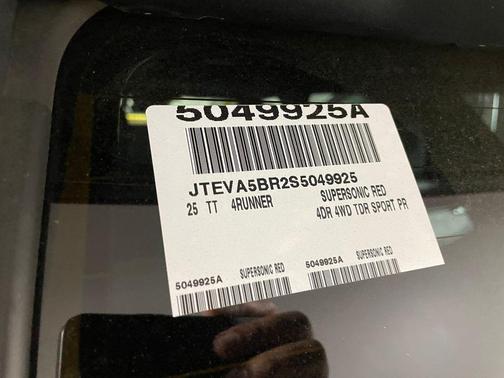 5049925A
JTEVA5BR2S5049925
25 TT 4RUNNER SUPERSONIC RED
4DR 4WD TDR SPORT PR
5049925A SUPERSONIC RED 5049925A SUPERSONIC RED